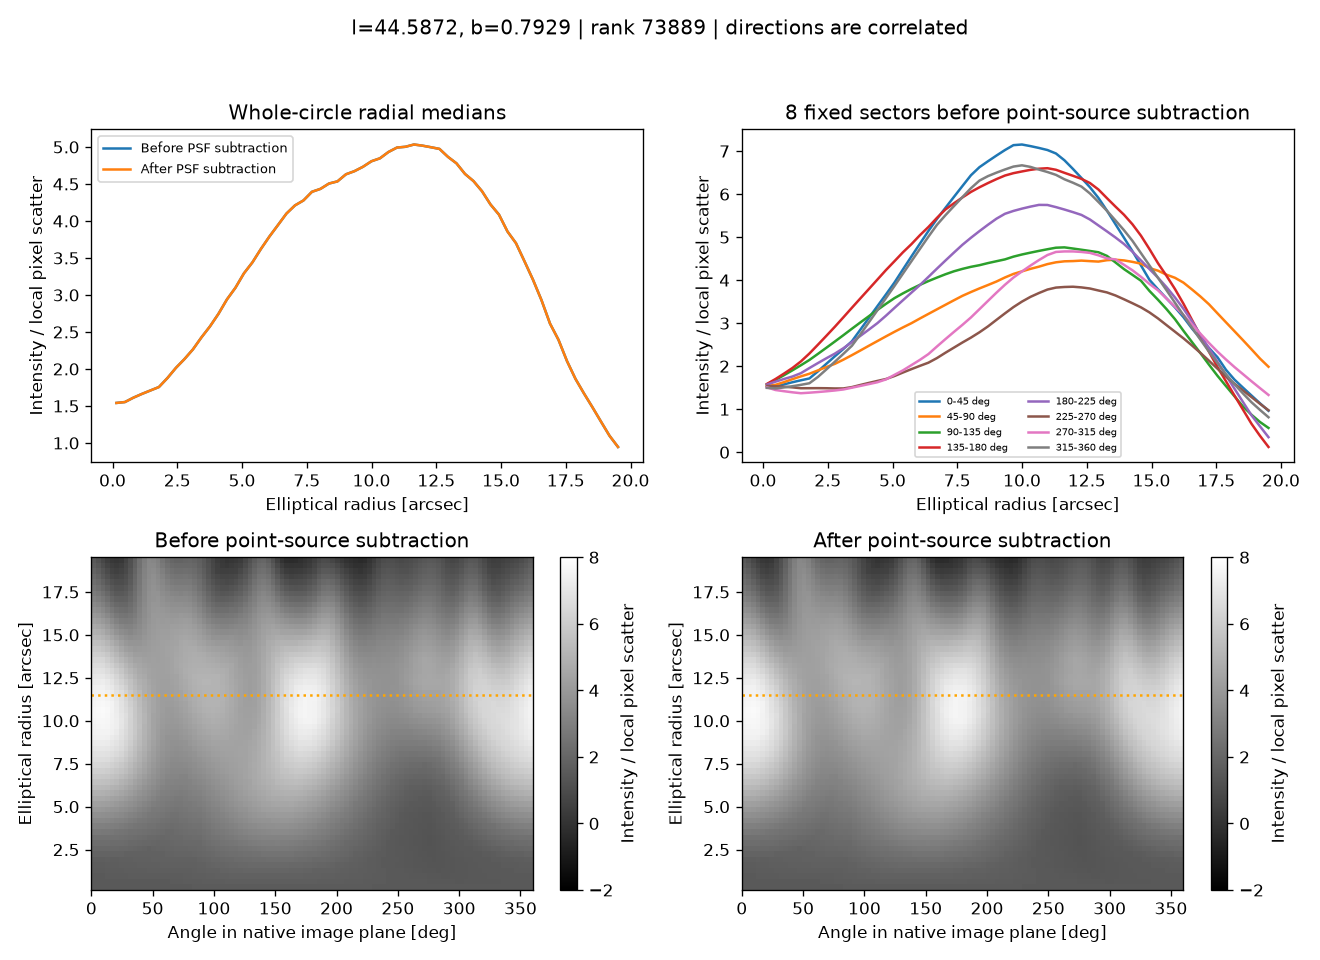 l=44.5872, b=0.7929 | rank 73889 | directions are correlated
Whole-circle radial medians
Before PSF subtraction
After PSF subtraction
5.0
4.5
4.0
3.5
3.0
2.5
2.0
1.5
1.0
Intensity / local pixel scatter
0.0 2.5 5.0 7.5 10.0 12.5 15.0 17.5 20.0
Elliptical radius [arcsec]
8 fixed sectors before point-source subtraction
7
6
5
4
3
2
1
0
Intensity / local pixel scatter
0-45 deg
45-90 deg
90-135 deg
135-180 deg
180-225 deg
225-270 deg
270-315 deg
315-360 deg
0.0 2.5 5.0 7.5 10.0 12.5 15.0 17.5 20.0
Elliptical radius [arcsec]
Before point-source subtraction
17.5
15.0
12.5
10.0
7.5
5.0
2.5
Elliptical radius [arcsec]
0 50 100 150 200 250 300 350
Angle in native image plane [deg]
8
6
4
2
0
−2
Intensity / local pixel scatter
After point-source subtraction
17.5
15.0
12.5
10.0
7.5
5.0
2.5
Elliptical radius [arcsec]
0 50 100 150 200 250 300 350
Angle in native image plane [deg]
8
6
4
2
0
−2
Intensity / local pixel scatter